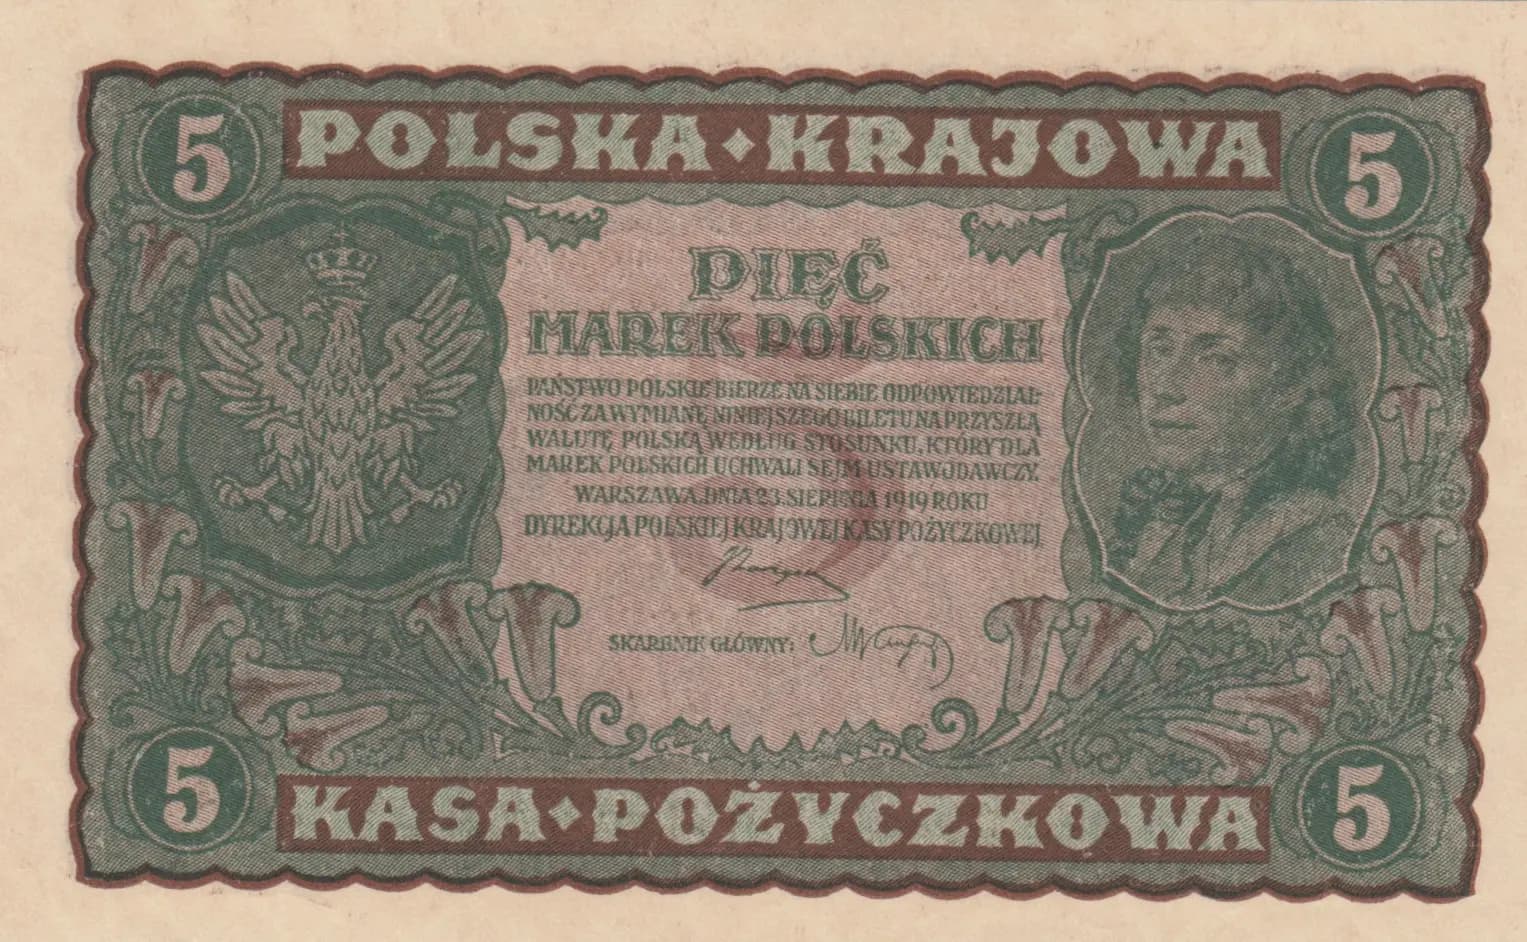 5 POLSKA • KRAJOWA 5
PIĘĆ
MAREK POLSKICH
PAŃSTWO POLSKIE BIERZE NA SIEBIE ODPOWIEDZIAL-
NOŚĆ ZA WYMIANĘ NINIEJSZEGO BILETU NA PRZYSZŁĄ
WALUTĘ POLSKĄ WEDŁUG STOSUNKU, KTÓRY DLA
MAREK POLSKICH UCHWALI SEJM USTAWODAWCZY.
WARSZAWA, DNIA 23. SIERPNIA 1919 ROKU
DYREKCJA POLSKIEJ KRAJOWEJ KASY POŻYCZKOWEJ
5
SKARBNIK GŁÓWNY:
5 KASA • POŻYCZKOWA 5